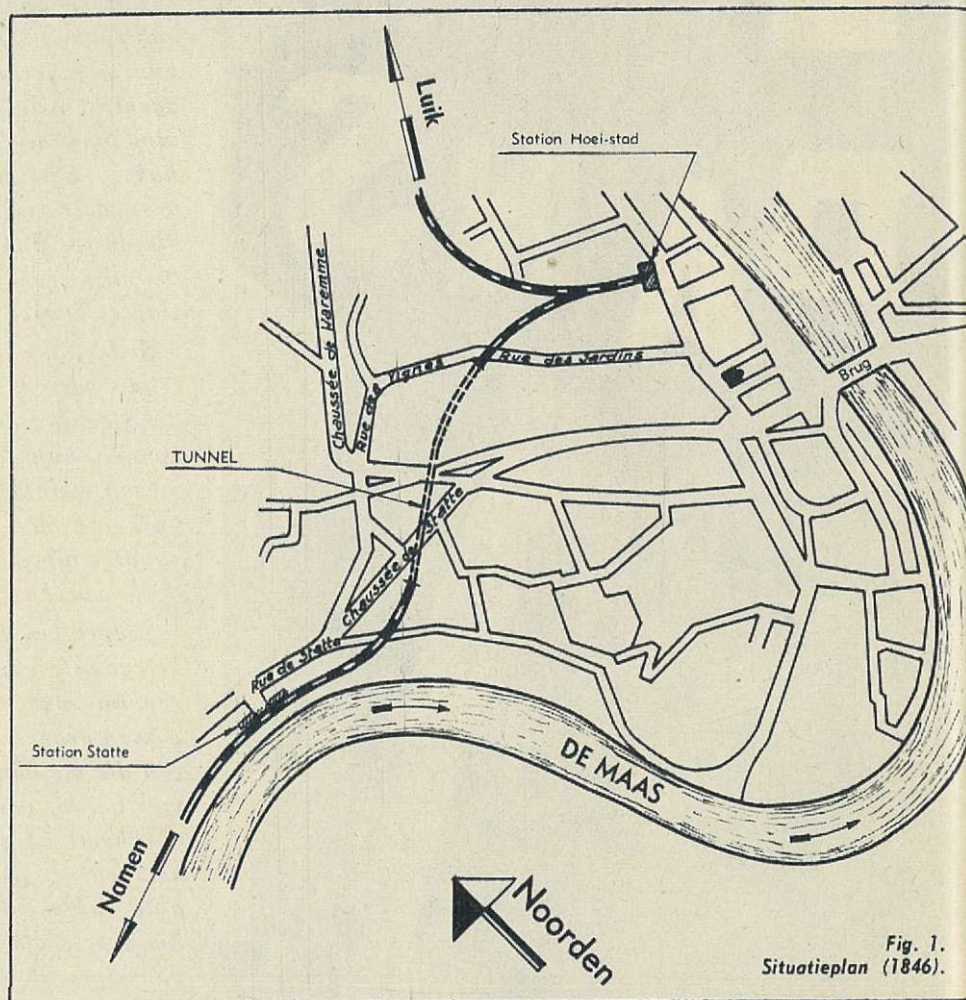 Luik
Station Hoei-stad
Chaussée de Waremme
Rue des Vignes
Rue des Jardins
Brug
TUNNEL
Chaussée de Statte
Rue de Statte
Station Statte
DE MAAS
Namen
Noorden
Fig. 1.
Situatieplan (1846).